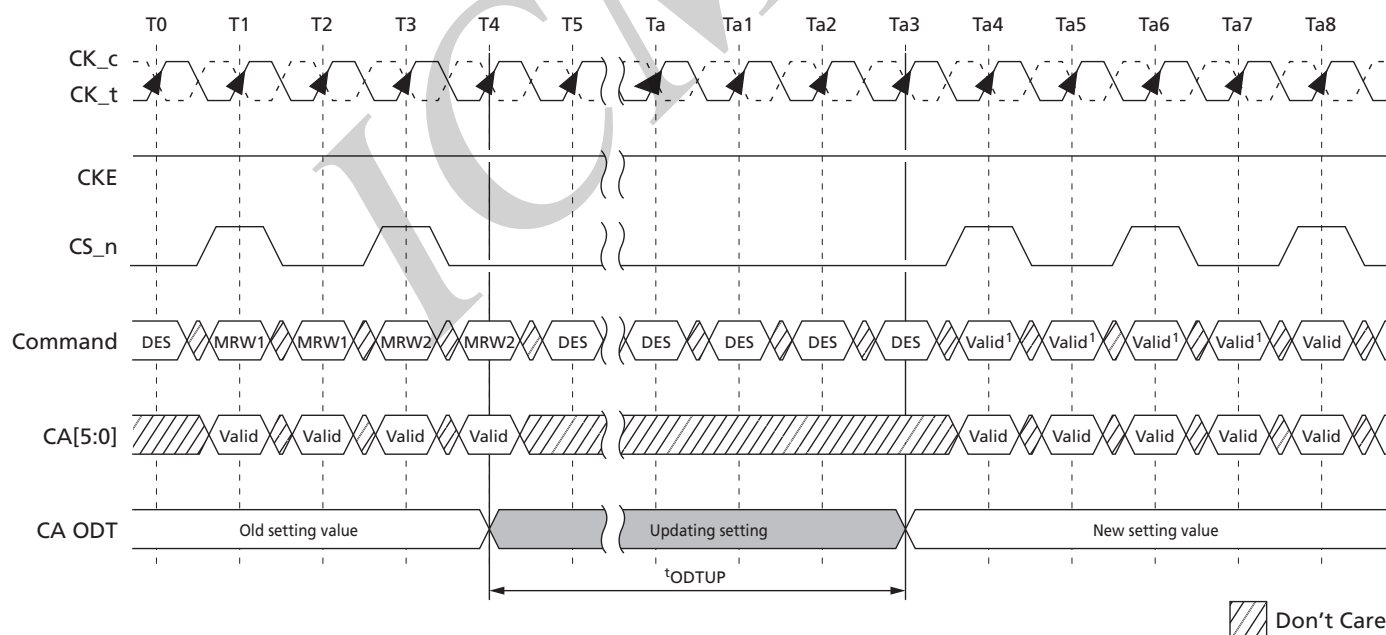 T0 T1 T2 T3 T4 T5 Ta Ta1 Ta2 Ta3 Ta4 Ta5 Ta6 Ta7 Ta8
CK_c
CK_t
CKE
CS_n
Command DES MRW1 MRW1 MRW2 MRW2 DES DES DES DES DES Valid¹ Valid¹ Valid¹ Valid¹ Valid
CA[5:0] Valid Valid Valid Valid Valid Valid Valid Valid Valid
CA ODT Old setting value Updating setting New setting value
tODTUP
Don't Care